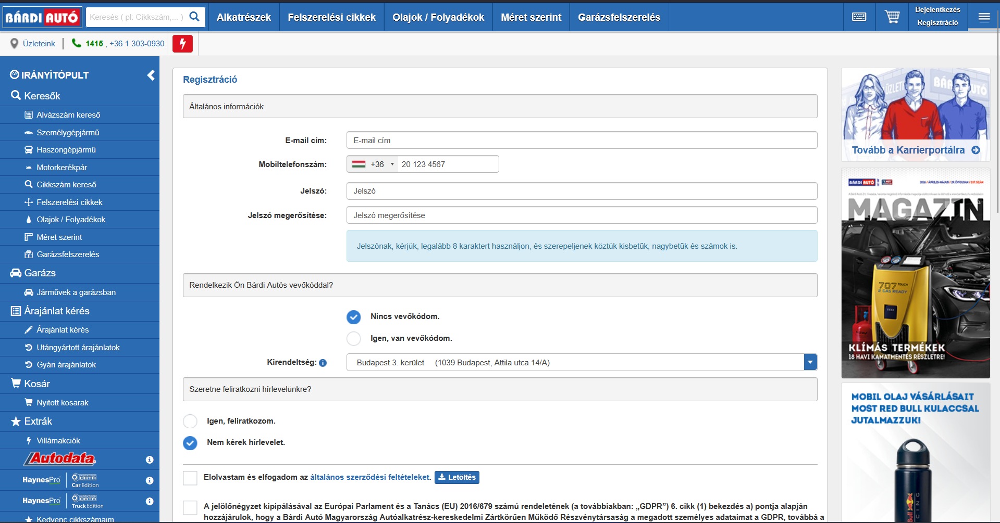 BÁRDI AUTÓ
Keresés ( pl: Cikkszám,... )
Alkatrészek
Felszerelési cikkek
Olajok / Folyadékok
Méret szerint
Garázsfelszerelés
Bejelentkezés
Regisztráció
Üzleteink
1415 , +36 1 303-0930
IRÁNYÍTÓPULT
Keresők
Alvázszám kereső
Személygépjármű
Haszongépjármű
Motorkerékpár
Cikkszám kereső
Felszerelési cikkek
Olajok / Folyadékok
Méret szerint
Garázsfelszerelés
Garázs
Járművek a garázsban
Árajánlat kérés
Árajánlat kérés
Utángyártott árajánlatok
Gyári árajánlatok
Kosár
Nyitott kosarak
Extrák
Villámakciók
Autodata
HaynesPro
DATA
Car Edition
HaynesPro
DATA
Truck Edition
Kedvenc cikkszámaim
Regisztráció
Általános információk
E-mail cím:
E-mail cím
Mobiltelefonszám:
+36
20 123 4567
Jelszó:
Jelszó
Jelszó megerősítése:
Jelszó megerősítése
Jelszónak, kérjük, legalább 8 karaktert használjon, és szerepeljenek köztük kisbetűk, nagybetűk és számok is.
Rendelkezik Ön Bárdi Autós vevőkóddal?
Nincs vevőkódom.
Igen, van vevőkódom.
Kirendeltség:
Budapest 3. kerület (1039 Budapest, Attila utca 14/A)
Szeretne feliratkozni hírlevelünkre?
Igen, feliratkozom.
Nem kérek hírlevelet.
Elolvastam és elfogadom az általános szerződési feltételeket.
Letöltés
A jelölőnégyzet kipipálásával az Európai Parlament és a Tanács (EU) 2016/679 számú rendeletének (a továbbiakban: „GDPR”) 6. cikk (1) bekezdés a) pontja alapján
hozzájárulok, hogy a Bárdi Autó Magyarország Autóalkatrész-kereskedelmi Zártkörűen Működő Részvénytársaság a megadott személyes adataimat a GDPR, továbbá a
Tovább a Karrierportálra
BÁRDI AUTÓ
MAGAZIN
707 TOUCH
2 GAS READY
TEXA
KLÍMÁS TERMÉKEK
18 HAVI KAMATMENTES RÉSZLETRE!
MOBIL OLAJ VÁSÁRLÁSAIT
MOST RED BULL KULACCSAL
JUTALMAZZUK!